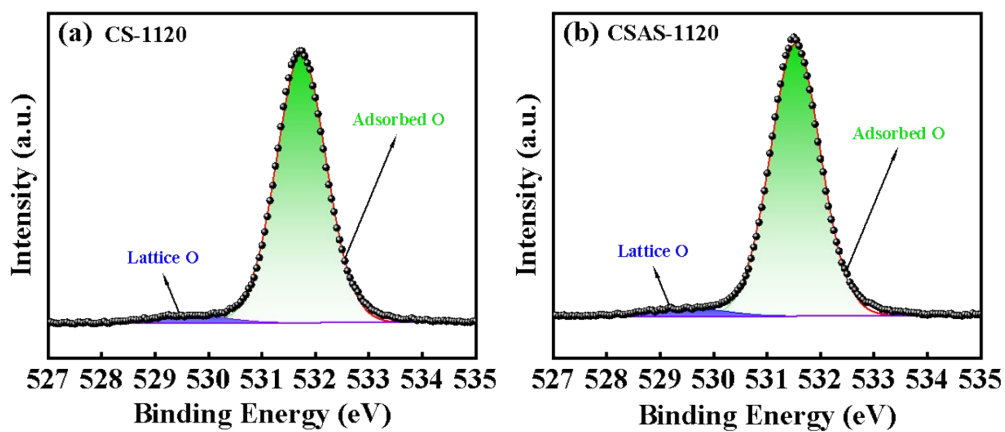 (a) CS-1120
Adsorbed O
Lattice O
Intensity (a.u.)
527 528 529 530 531 532 533 534 535
Binding Energy (eV)
(b) CSAS-1120
Adsorbed O
Lattice O
Intensity (a.u.)
527 528 529 530 531 532 533 534 535
Binding Energy (eV)